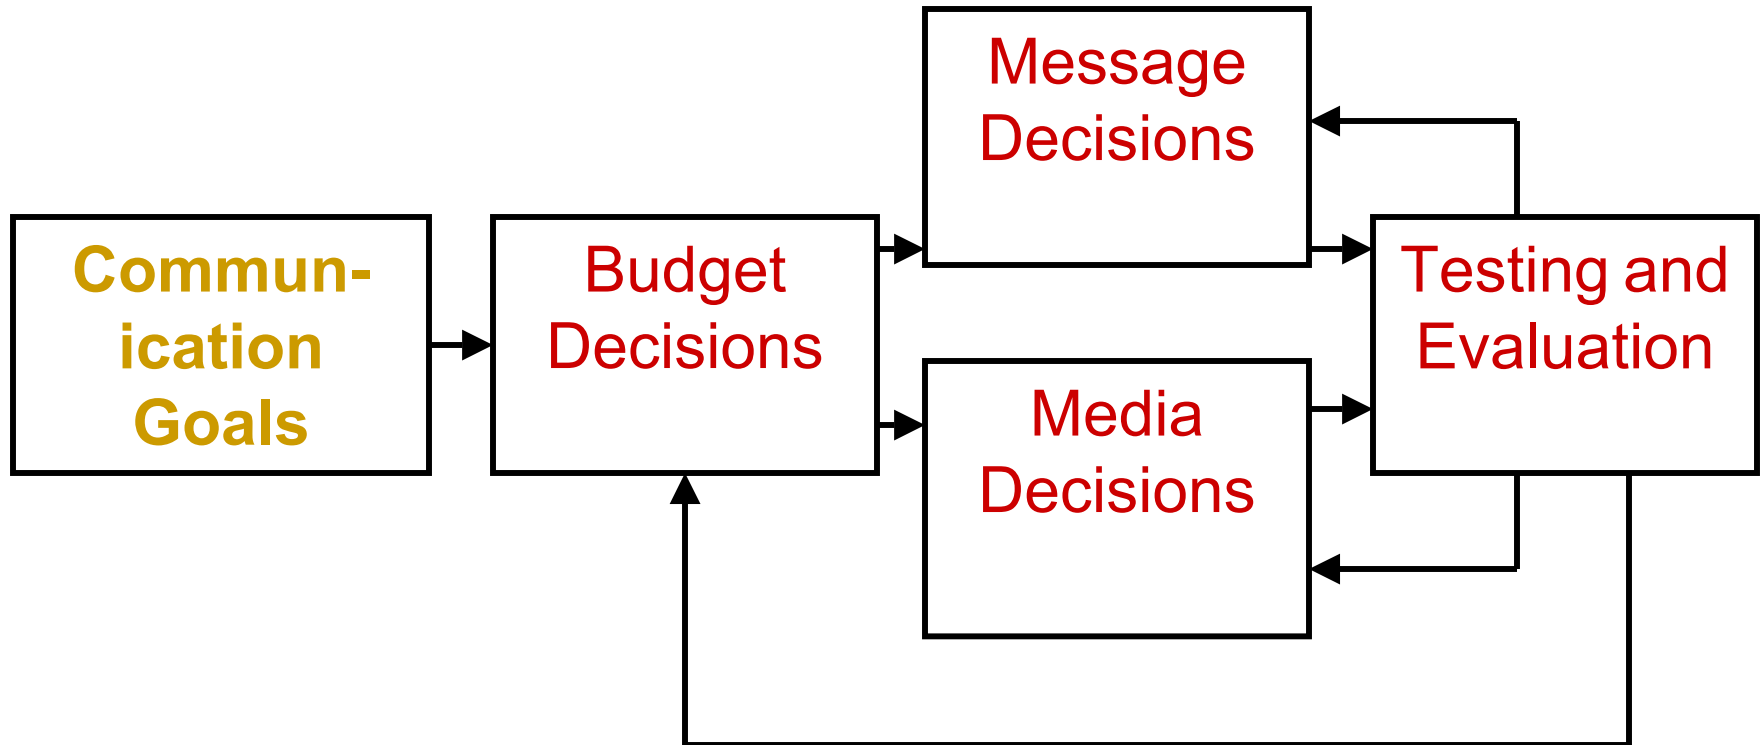 Commun-
ication
Goals
Budget
Decisions
Message
Decisions
Media
Decisions
Testing and
Evaluation